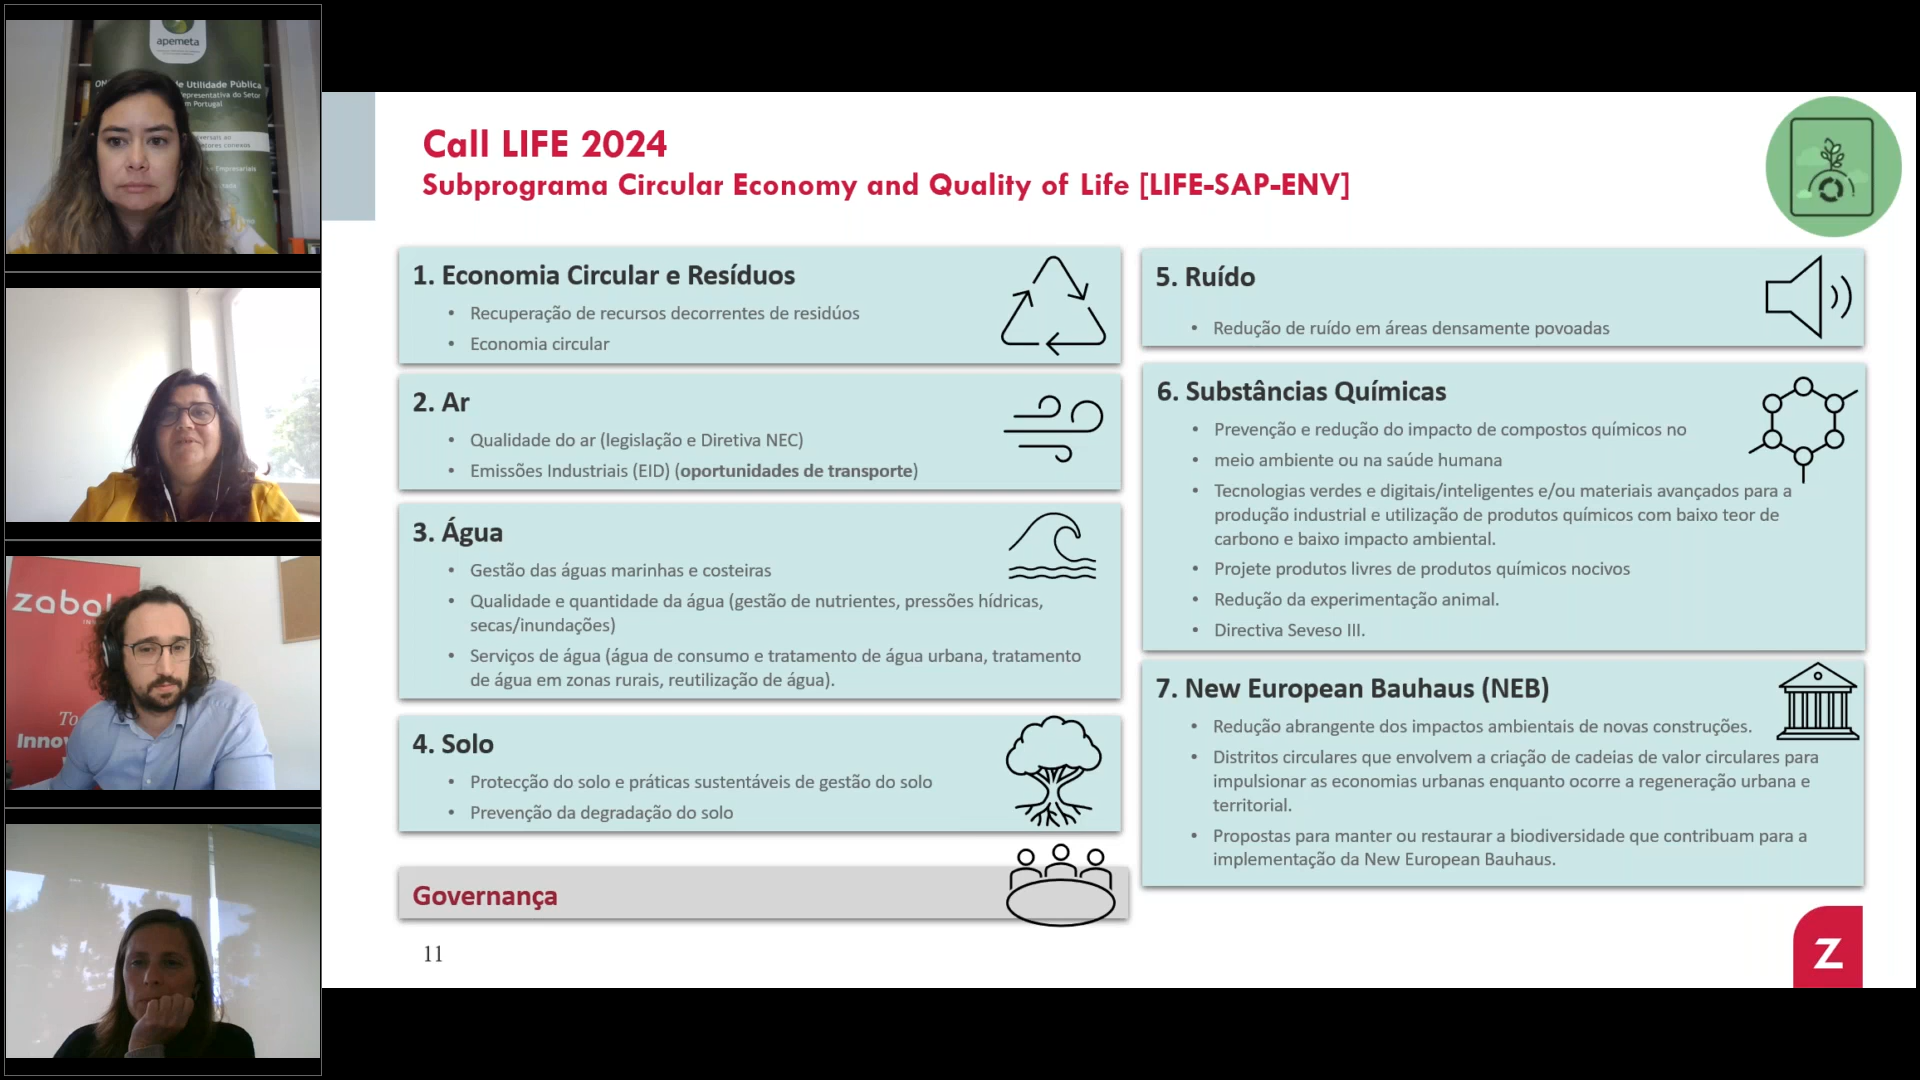 apemeta
de Utilidade Pública
epresentativa do Setor
m Portugal
Empresariais
zabal
To
Innov
Call LIFE 2024
Subprograma Circular Economy and Quality of Life [LIFE-SAP-ENV]
1. Economia Circular e Resíduos
• Recuperação de recursos decorrentes de residúos
• Economia circular
2. Ar
• Qualidade do ar (legislação e Diretiva NEC)
• Emissões Industriais (EID) (oportunidades de transporte)
3. Água
• Gestão das águas marinhas e costeiras
• Qualidade e quantidade da água (gestão de nutrientes, pressões hídricas,
secas/inundações)
• Serviços de água (água de consumo e tratamento de água urbana, tratamento
de água em zonas rurais, reutilização de água).
4. Solo
• Protecção do solo e práticas sustentáveis de gestão do solo
• Prevenção da degradação do solo
Governança
11
5. Ruído
• Redução de ruído em áreas densamente povoadas
6. Substâncias Químicas
• Prevenção e redução do impacto de compostos químicos no
• meio ambiente ou na saúde humana
• Tecnologias verdes e digitais/inteligentes e/ou materiais avançados para a
produção industrial e utilização de produtos químicos com baixo teor de
carbono e baixo impacto ambiental.
• Projete produtos livres de produtos químicos nocivos
• Redução da experimentação animal.
• Directiva Seveso III.
7. New European Bauhaus (NEB)
• Redução abrangente dos impactos ambientais de novas construções.
• Distritos circulares que envolvem a criação de cadeias de valor circulares para
impulsionar as economias urbanas enquanto ocorre a regeneração urbana e
territorial.
• Propostas para manter ou restaurar a biodiversidade que contribuam para a
implementação da New European Bauhaus.
z